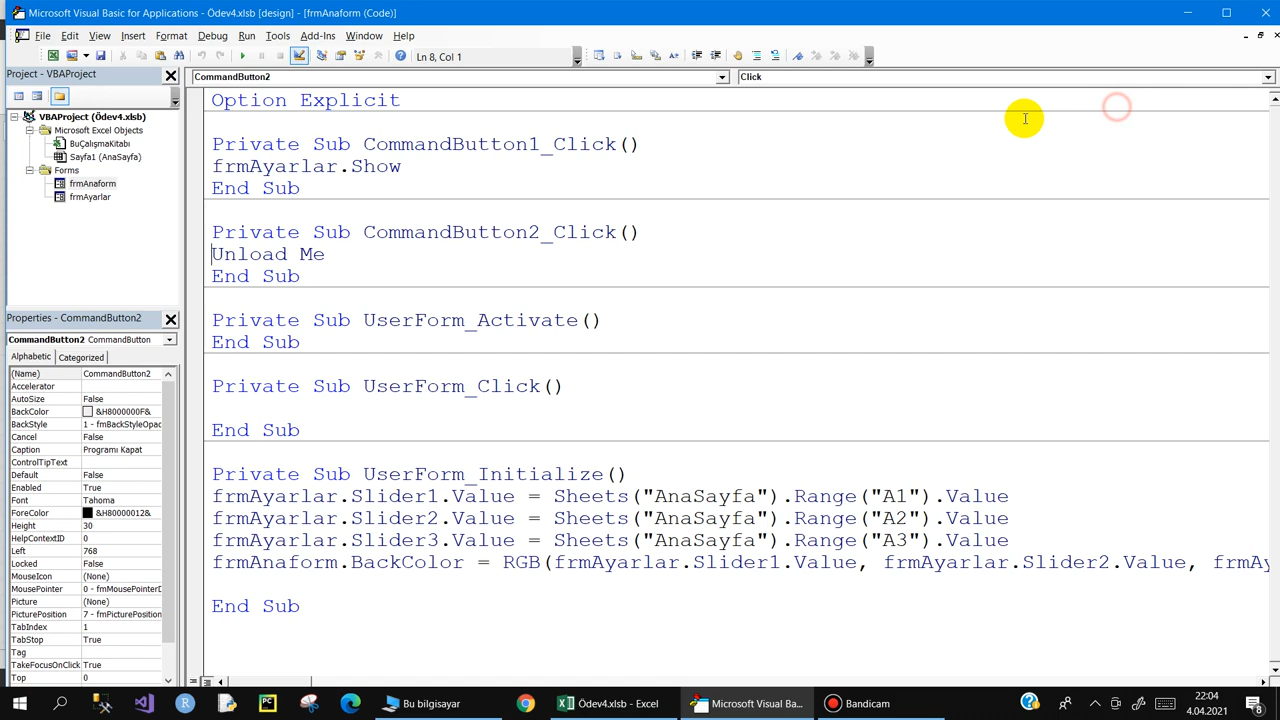 Microsoft Visual Basic for Applications - Ödev4.xlsb [design] - [frmAnaform (Code)]
File Edit View Insert Format Debug Run Tools Add-Ins Window Help
Ln 8, Col 1
Project - VBAProject
VBAProject (Ödev4.xlsb)
Microsoft Excel Objects
BuÇalışmaKitabı
Sayfa1 (AnaSayfa)
Forms
frmAnaform
frmAyarlar
Properties - CommandButton2
CommandButton2 CommandButton
Alphabetic Categorized
(Name) CommandButton2
Accelerator
AutoSize False
BackColor &H8000000F&
BackStyle 1 - fmBackStyleOpac
Cancel False
Caption Programı Kapat
ControlTipText
Default False
Enabled True
Font Tahoma
ForeColor &H80000012&
Height 30
HelpContextID 0
Left 768
Locked False
MouseIcon (None)
MousePointer 0 - fmMousePointerD
Picture (None)
PicturePosition 7 - fmPicturePosition
TabIndex 1
TabStop True
Tag
TakeFocusOnClick True
Top 0
CommandButton2 Click
Option Explicit
Private Sub CommandButton1_Click()
frmAyarlar.Show
End Sub
Private Sub CommandButton2_Click()
Unload Me
End Sub
Private Sub UserForm_Activate()
End Sub
Private Sub UserForm_Click()
End Sub
Private Sub UserForm_Initialize()
frmAyarlar.Slider1.Value = Sheets("AnaSayfa").Range("A1").Value
frmAyarlar.Slider2.Value = Sheets("AnaSayfa").Range("A2").Value
frmAyarlar.Slider3.Value = Sheets("AnaSayfa").Range("A3").Value
frmAnaform.BackColor = RGB(frmAyarlar.Slider1.Value, frmAyarlar.Slider2.Value, frmAy
End Sub
Bu bilgisayar
Ödev4.xlsb - Excel
Microsoft Visual Ba...
Bandicam
22:04
4.04.2021
8